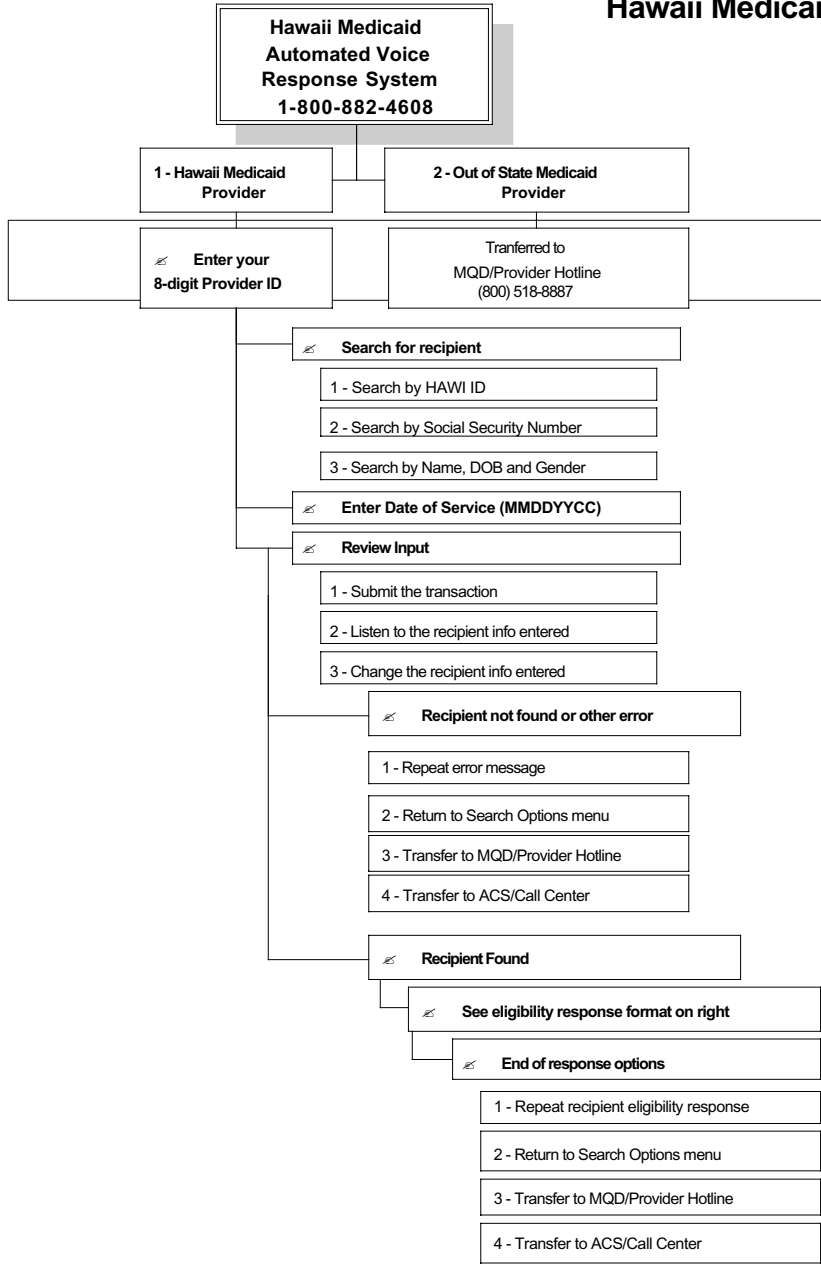 Hawaii Medicai
Hawaii Medicaid
Automated Voice
Response System
1-800-882-4608
1 - Hawaii Medicaid
Provider
2 - Out of State Medicaid
Provider
Enter your
8-digit Provider ID
Tranferred to
MQD/Provider Hotline
(800) 518-8887
Search for recipient
1 - Search by HAWI ID
2 - Search by Social Security Number
3 - Search by Name, DOB and Gender
Enter Date of Service (MMDDYYCC)
Review Input
1 - Submit the transaction
2 - Listen to the recipient info entered
3 - Change the recipient info entered
Recipient not found or other error
1 - Repeat error message
2 - Return to Search Options menu
3 - Transfer to MQD/Provider Hotline
4 - Transfer to ACS/Call Center
Recipient Found
See eligibility response format on right
End of response options
1 - Repeat recipient eligibility response
2 - Return to Search Options menu
3 - Transfer to MQD/Provider Hotline
4 - Transfer to ACS/Call Center